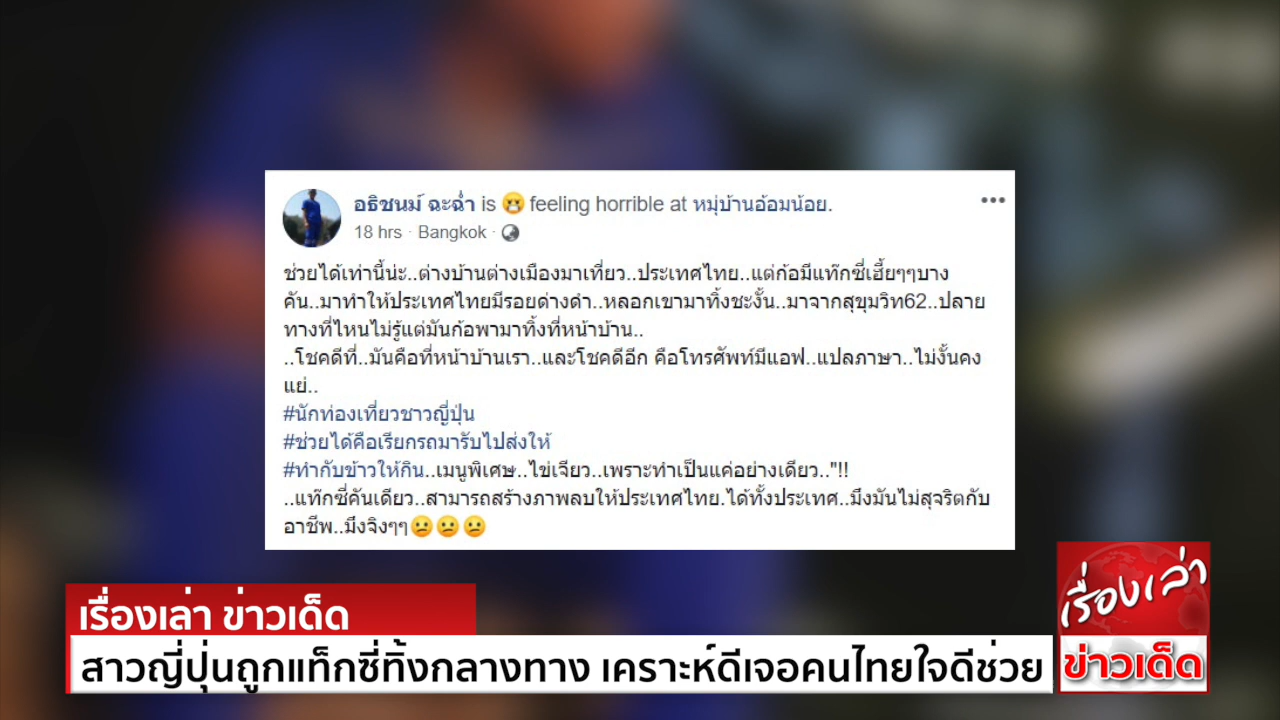 อธิชนม์ ฉะฉ่ำ is 😷 feeling horrible at หมู่บ้านอ้อมน้อย.
18 hrs · Bangkok ·
ช่วยได้เท่านี้น่ะ..ต่างบ้านต่างเมืองมาเที่ยว..ประเทศไทย..แต่ก้อมีแท๊กซี่เฮี้ยๆๆบาง
คัน..มาทำให้ประเทศไทยมีรอยด่างดำ..หลอกเขามาทิ้งชะงั้น..มาจากสุขุมวิท62..ปลาย
ทางที่ไหนไม่รู้แต่มันก้อพามาทิ้งที่หน้าบ้าน..
..โชคดีที่..มันคือที่หน้าบ้านเรา..และโชคดีอีก คือโทรศัพท์มีแอฟ..แปลภาษา..ไม่งั้นคง
แย่..
#นักท่องเที่ยวชาวญี่ปุ่น
#ช่วยได้คือเรียกรถมารับไปส่งให้
#ทำกับข้าวให้กิน..เมนูพิเศษ..ไข่เจียว..เพราะทำเป็นแค่อย่างเดียว.."!!
..แท๊กซี่คันเดียว..สามารถสร้างภาพลบให้ประเทศไทย.ได้ทั้งประเทศ..มึงมันไม่สุจริตกับ
อาชีพ..มึงจิงๆๆ😕😕😕
เรื่องเล่า ข่าวเด็ด
สาวญี่ปุ่นถูกแท็กซี่ทิ้งกลางทาง เคราะห์ดีเจอคนไทยใจดีช่วย
เรื่องเล่า
ข่าวเด็ด